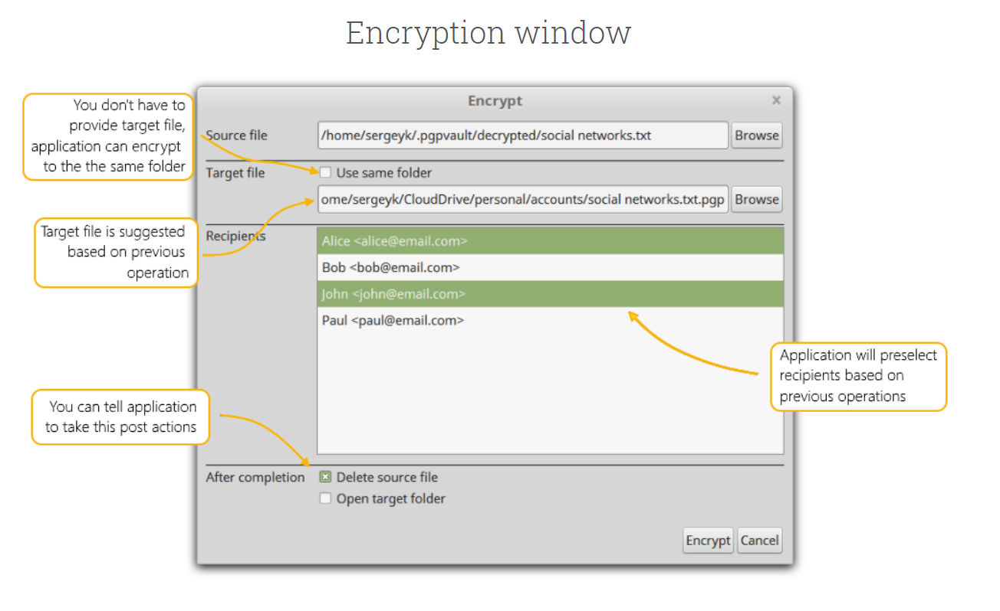 Encryption window
You don't have to
provide target file,
application can encrypt
to the the same folder
Target file is suggested
based on previous
operation
You can tell application
to take this post actions
Encrypt
Source file
/home/sergeyk/.pgpvault/decrypted/social networks.txt
Browse
Target file
Use same folder
ome/sergeyk/CloudDrive/personal/accounts/social networks.txt.pgp
Browse
Recipients
Alice <alice@email.com>
Bob <bob@email.com>
John <john@email.com>
Paul <paul@email.com>
Application will preselect
recipients based on
previous operations
After completion
Delete source file
Open target folder
Encrypt
Cancel